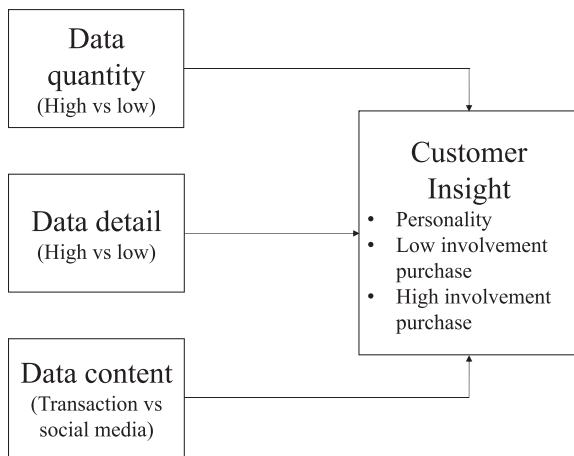 Data
quantity
(High vs low)
Data detail
(High vs low)
Data content
(Transaction vs
social media)
Customer
Insight
• Personality
• Low involvement
purchase
• High involvement
purchase